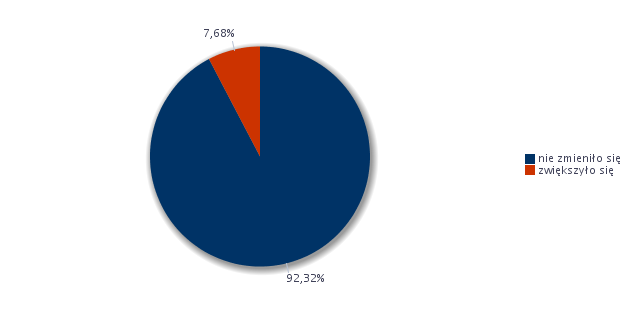 7,68%
nie zmieniło się
zwiększyło się
92,32%